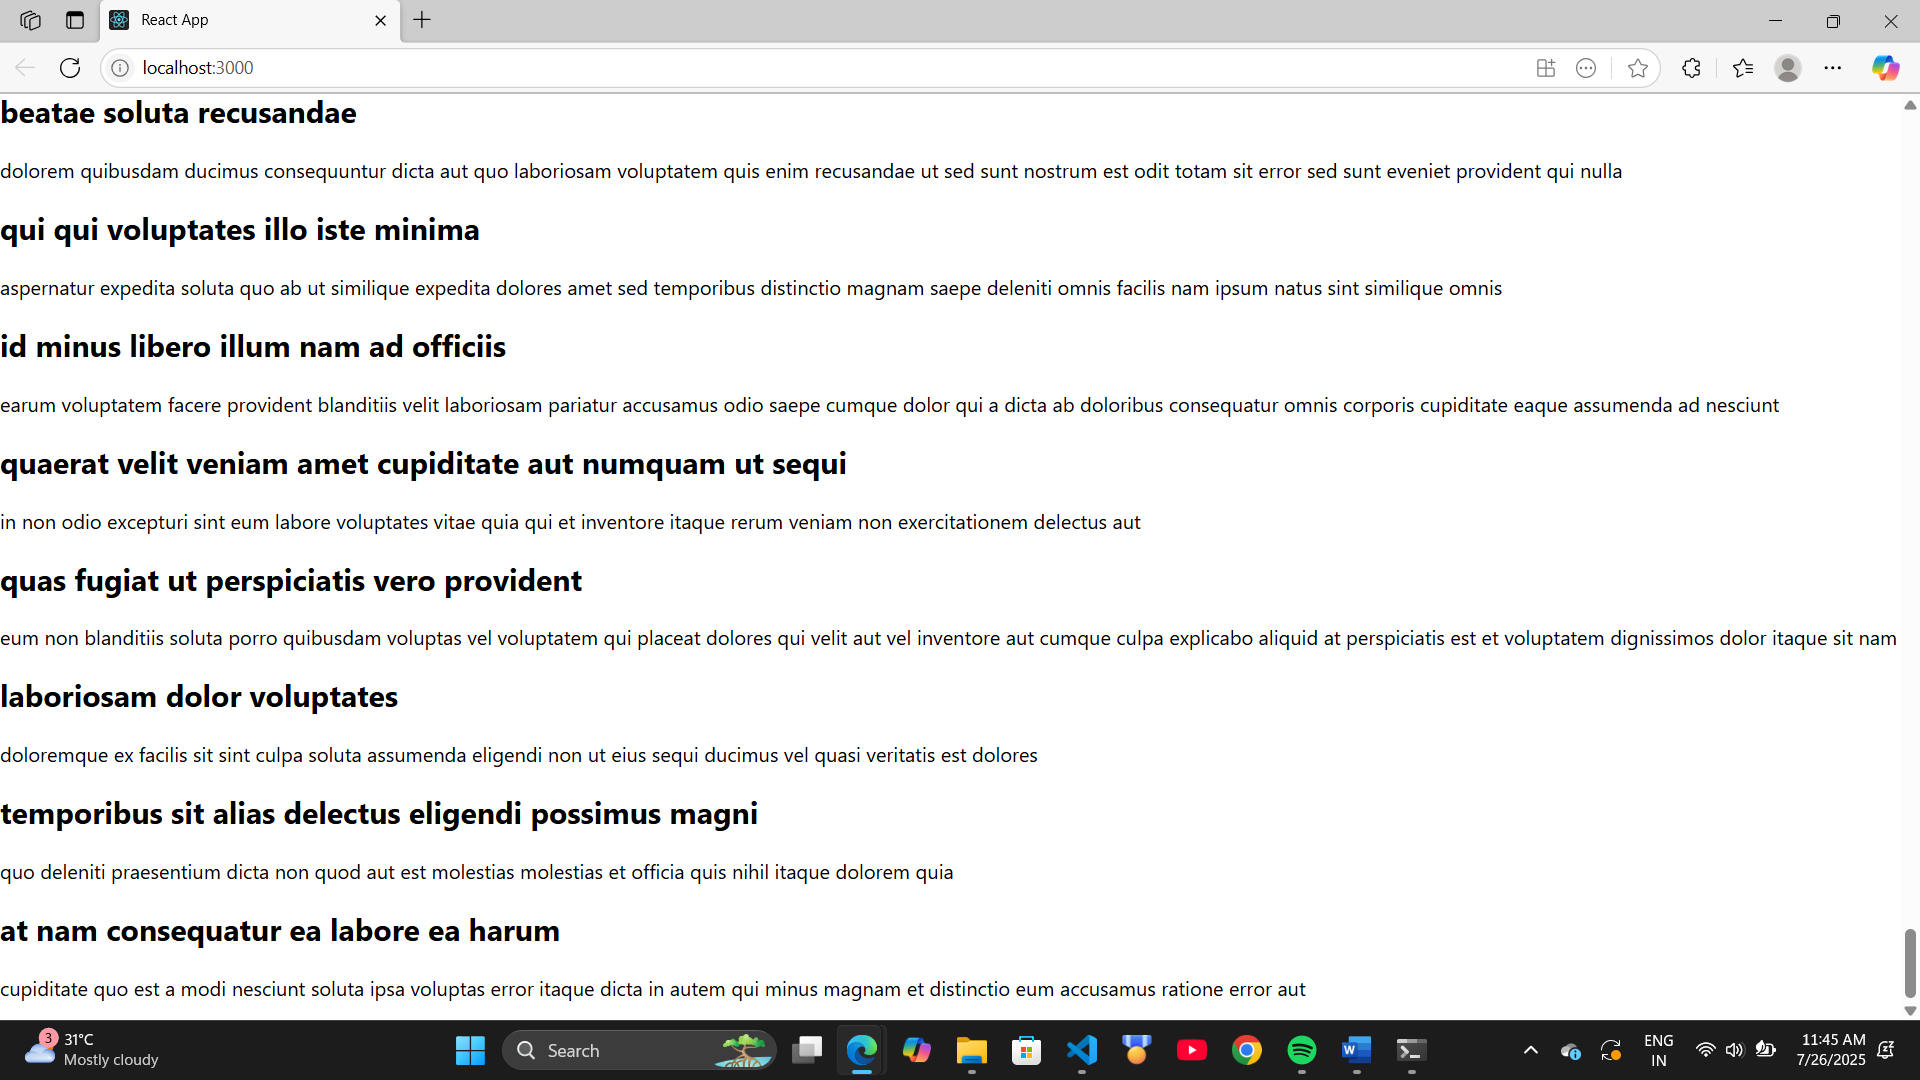 React App
localhost:3000
beatae soluta recusandae
dolorem quibusdam ducimus consequuntur dicta aut quo laboriosam voluptatem quis enim recusandae ut sed sunt nostrum est odit totam sit error sed sunt eveniet provident qui nulla
qui qui voluptates illo iste minima
aspernatur expedita soluta quo ab ut similique expedita dolores amet sed temporibus distinctio magnam saepe deleniti omnis facilis nam ipsum natus sint similique omnis
id minus libero illum nam ad officiis
earum voluptatem facere provident blanditiis velit laboriosam pariatur accusamus odio saepe cumque dolor qui a dicta ab doloribus consequatur omnis corporis cupiditate eaque assumenda ad nesciunt
quaerat velit veniam amet cupiditate aut numquam ut sequi
in non odio excepturi sint eum labore voluptates vitae quia qui et inventore itaque rerum veniam non exercitationem delectus aut
quas fugiat ut perspiciatis vero provident
eum non blanditiis soluta porro quibusdam voluptas vel voluptatem qui placeat dolores qui velit aut vel inventore aut cumque culpa explicabo aliquid at perspiciatis est et voluptatem dignissimos dolor itaque sit nam
laboriosam dolor voluptates
doloremque ex facilis sit sint culpa soluta assumenda eligendi non ut eius sequi ducimus vel quasi veritatis est dolores
temporibus sit alias delectus eligendi possimus magni
quo deleniti praesentium dicta non quod aut est molestias molestias et officia quis nihil itaque dolorem quia
at nam consequatur ea labore ea harum
cupiditate quo est a modi nesciunt soluta ipsa voluptas error itaque dicta in autem qui minus magnam et distinctio eum accusamus ratione error aut
3
31°C
Mostly cloudy
Search
ENG
IN
11:45 AM
7/26/2025